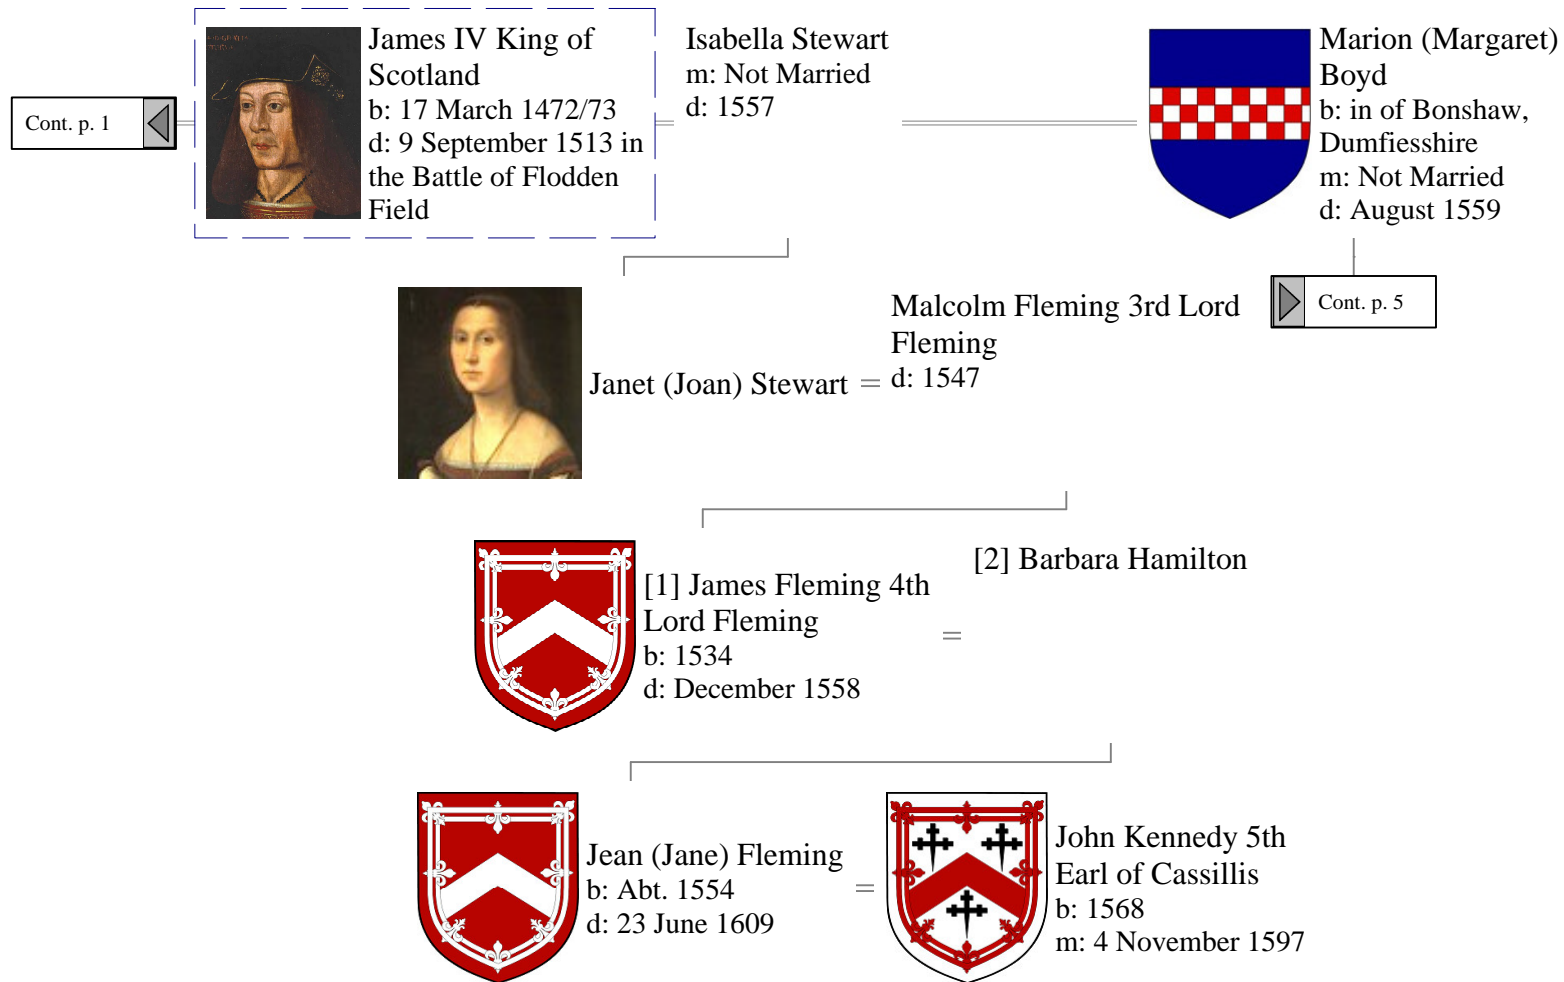 James IV King of
Scotland
b: 17 March 1472/73
d: 9 September 1513 in
the Battle of Flodden
Field
Isabella Stewart
m: Not Married
d: 1557
Marion (Margaret)
Boyd
b: in of Bonshaw,
Dumfiesshire
m: Not Married
d: August 1559
Cont. p. 1
Cont. p. 5
Janet (Joan) Stewart =
Malcolm Fleming 3rd Lord
Fleming
d: 1547
[1] James Fleming 4th
Lord Fleming
b: 1534
d: December 1558
=
[2] Barbara Hamilton
Jean (Jane) Fleming
b: Abt. 1554
d: 23 June 1609
=
John Kennedy 5th
Earl of Cassillis
b: 1568
m: 4 November 1597